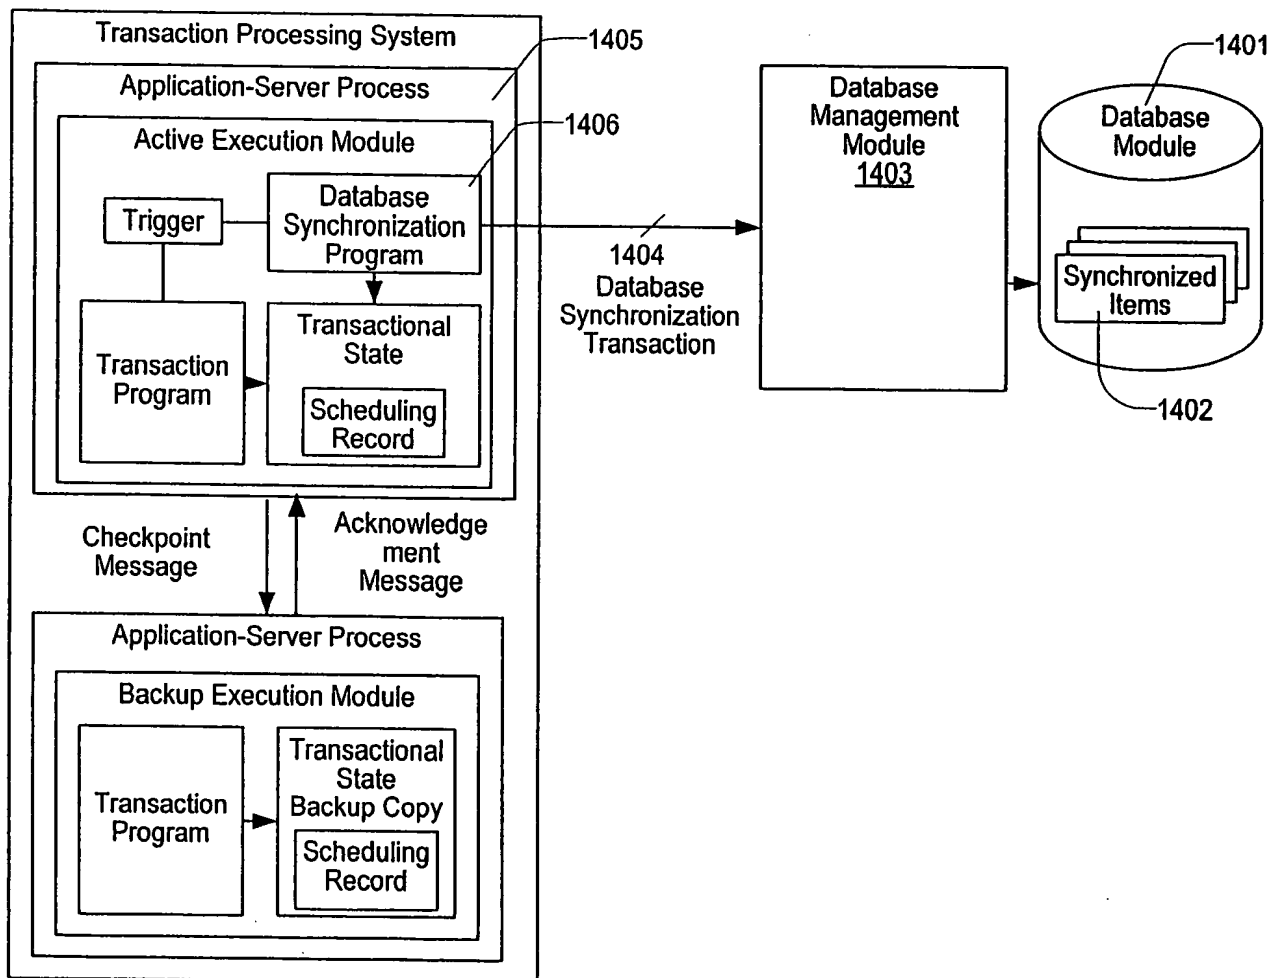 Transaction Processing System
1405
Application-Server Process
Active Execution Module
1406
Trigger
Database
Synchronization
Program
Transaction
Program
Transactional
State
Scheduling
Record
1404
Database
Synchronization
Transaction
Database
Management
Module
1403
1401
Database
Module
Synchronized
Items
1402
Checkpoint
Message
Acknowledge
ment
Message
Application-Server Process
Backup Execution Module
Transaction
Program
Transactional
State
Backup Copy
Scheduling
Record